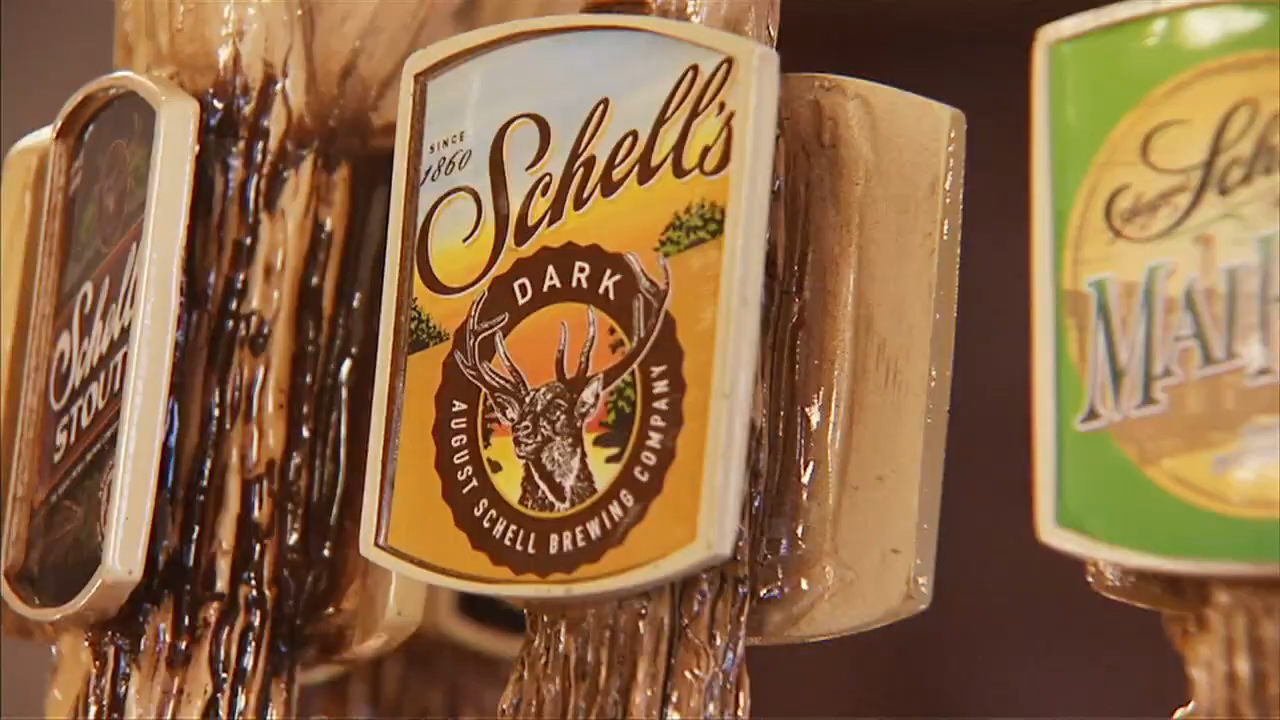 Schell
STOUT
SINCE
1860
Schell's
DARK
AUGUST SCHELL BREWING COMPANY